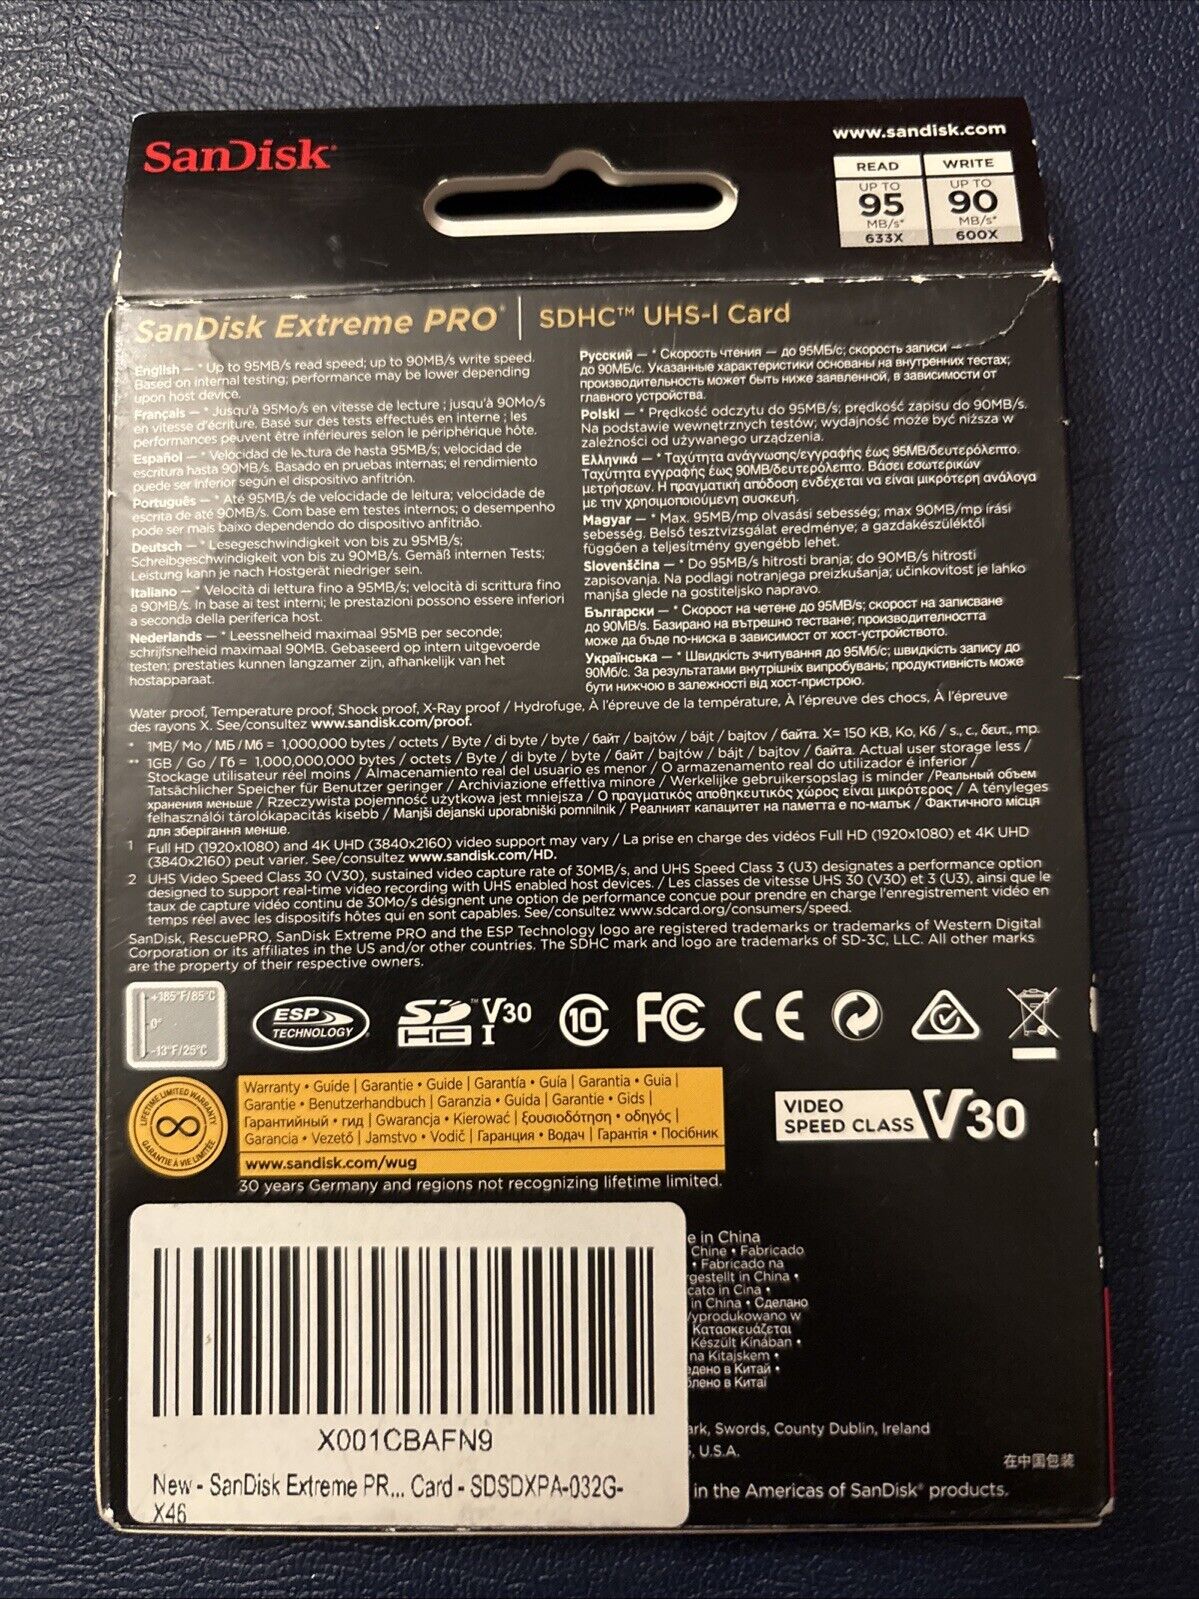 SanDisk®
www.sandisk.com
READ
UP TO
95
MB/s*
633X
WRITE
UP TO
90
MB/s*
600X
SanDisk Extreme PRO® | SDHC™ UHS-I Card
English — * Up to 95MB/s read speed; up to 90MB/s write speed.
Based on internal testing; performance may be lower depending
upon host device.
Français — * Jusqu'à 95Mo/s en vitesse de lecture ; jusqu'à 90Mo/s
en vitesse d'écriture. Basé sur des tests effectués en interne ; les
performances peuvent être inférieures selon le périphérique hôte.
Español — * Velocidad de lectura de hasta 95MB/s; velocidad de
escritura hasta 90MB/s. Basado en pruebas internas; el rendimiento
puede ser inferior según el dispositivo anfitrión.
Português — * Até 95MB/s de velocidade de leitura; velocidade de
escrita de até 90MB/s. Com base em testes internos; o desempenho
pode ser mais baixo dependendo do dispositivo anfitrião.
Deutsch — * Lesegeschwindigkeit von bis zu 95MB/s;
Schreibgeschwindigkeit von bis zu 90MB/s. Gemäß internen Tests;
Leistung kann je nach Hostgerät niedriger sein.
Italiano — * Velocità di lettura fino a 95MB/s; velocità di scrittura fino
a 90MB/s. In base ai test interni; le prestazioni possono essere inferiori
a seconda della periferica host.
Nederlands — * Leessnelheid maximaal 95MB per seconde;
schrijfsnelheid maximaal 90MB. Gebaseerd op intern uitgevoerde
testen; prestaties kunnen langzamer zijn, afhankelijk van het
hostapparaat.
Русский — * Скорость чтения — до 95МБ/с; скорость записи —
до 90МБ/с. Указанные характеристики основаны на внутренних тестах;
производительность может быть ниже заявленной, в зависимости от
главного устройства.
Polski — * Prędkość odczytu do 95MB/s; prędkość zapisu do 90MB/s.
Na podstawie wewnętrznych testów; wydajność może być niższa w
zależności od używanego urządzenia.
Ελληνικά — * Ταχύτητα ανάγνωσης/εγγραφής έως 95MB/δευτερόλεπτο.
Ταχύτητα εγγραφής έως 90MB/δευτερόλεπτο. Βάσει εσωτερικών
μετρήσεων. Η πραγματική απόδοση ενδέχεται να είναι μικρότερη ανάλογα
με την χρησιμοποιούμενη συσκευή.
Magyar — * Max. 95MB/mp olvasási sebesség; max 90MB/mp írási
sebesség. Belső tesztvizsgálat eredménye; a gazdakészüléktől
függően a teljesítmény gyengébb lehet.
Slovenščina — * Do 95MB/s hitrosti branja; do 90MB/s hitrosti
zapisovanja. Na podlagi notranjega preizkušanja; učinkovitost je lahko
manjša glede na gostiteljsko napravo.
Български — * Скорост на четене до 95MB/s; скорост на записване
до 90MB/s. Базирано на вътрешно тестване; производителността
може да бъде по-ниска в зависимост от хост-устройството.
Українська — * Швидкість зчитування до 95Мб/с; швидкість запису до
90Мб/с. За результатами внутрішніх випробувань; продуктивність може
бути нижчою в залежності від хост-пристрою.
Water proof, Temperature proof, Shock proof, X-Ray proof / Hydrofuge, À l'épreuve de la température, À l'épreuve des chocs, À l'épreuve
des rayons X. See/consultez www.sandisk.com/proof.
* 1MB/ Mo / МБ / Мб = 1,000,000 bytes / octets / Byte / di byte / byte / байт / bajtów / bájt / bajtov / байта. X= 150 KB, Ko, Кб / s., с., δευτ., mp.
** 1GB / Go / Гб = 1,000,000,000 bytes / octets / Byte / di byte / byte / байт / bajtów / bájt / bajtov / байта. Actual user storage less /
Stockage utilisateur réel moins / Almacenamiento real del usuario es menor / O armazenamento real do utilizador é inferior /
Tatsächlicher Speicher für Benutzer geringer / Archiviazione effettiva minore / Werkelijke gebruikersopslag is minder /Реальный объем
хранения меньше / Rzeczywista pojemność użytkowa jest mniejsza / Ο πραγματικός αποθηκευτικός χώρος είναι μικρότερος / A tényleges
felhasználói tárolókapacitás kisebb / Manjši dejanski uporabniški pomnilnik / Реалният капацитет на паметта е по-малък / Фактичного місця
для зберігання менше.
1 Full HD (1920x1080) and 4K UHD (3840x2160) video support may vary / La prise en charge des vidéos Full HD (1920x1080) et 4K UHD
(3840x2160) peut varier. See/consultez www.sandisk.com/HD.
2 UHS Video Speed Class 30 (V30), sustained video capture rate of 30MB/s, and UHS Speed Class 3 (U3) designates a performance option
designed to support real-time video recording with UHS enabled host devices. / Les classes de vitesse UHS 30 (V30) et 3 (U3), ainsi que le
taux de capture vidéo continu de 30Mo/s désignent une option de performance conçue pour prendre en charge l'enregistrement vidéo en
temps réel avec les dispositifs hôtes qui en sont capables. See/consultez www.sdcard.org/consumers/speed.
SanDisk, RescuePRO, SanDisk Extreme PRO and the ESP Technology logo are registered trademarks or trademarks of Western Digital
Corporation or its affiliates in the US and/or other countries. The SDHC mark and logo are trademarks of SD-3C, LLC. All other marks
are the property of their respective owners.
+185°F/85°C
0°
-13°F/25°C
ESP
TECHNOLOGY
SD HC I ™ V30
10
FC
CE
LIFETIME LIMITED WARRANTY
GARANTIE À VIE LIMITÉE
Warranty • Guide | Garantie • Guide | Garantía • Guía | Garantia • Guia |
Garantie • Benutzerhandbuch | Garanzia • Guida | Garantie • Gids |
Гарантийный • гид | Gwarancja • Kierować | ξουσιοδότηση • οδηγός |
Garancia • Vezető | Jamstvo • Vodič | Гаранция • Водач | Гарантія • Посібник
www.sandisk.com/wug
30 years Germany and regions not recognizing lifetime limited.
VIDEO
SPEED CLASS V30
e in China
Chine • Fabricado
• Fabricado na
gestellt in China •
cato in Cina •
in China • Сделано
yprodukowano w
Κατασκευάζεται
Készült Kínában •
na Kitajskem •
едено в Китай •
блено в Китаї
ark, Swords, County Dublin, Ireland
, U.S.A.
在中国包装
in the Americas of SanDisk® products.
X001CBAFN9
New - SanDisk Extreme PR... Card - SDSDXPA-032G-
X46